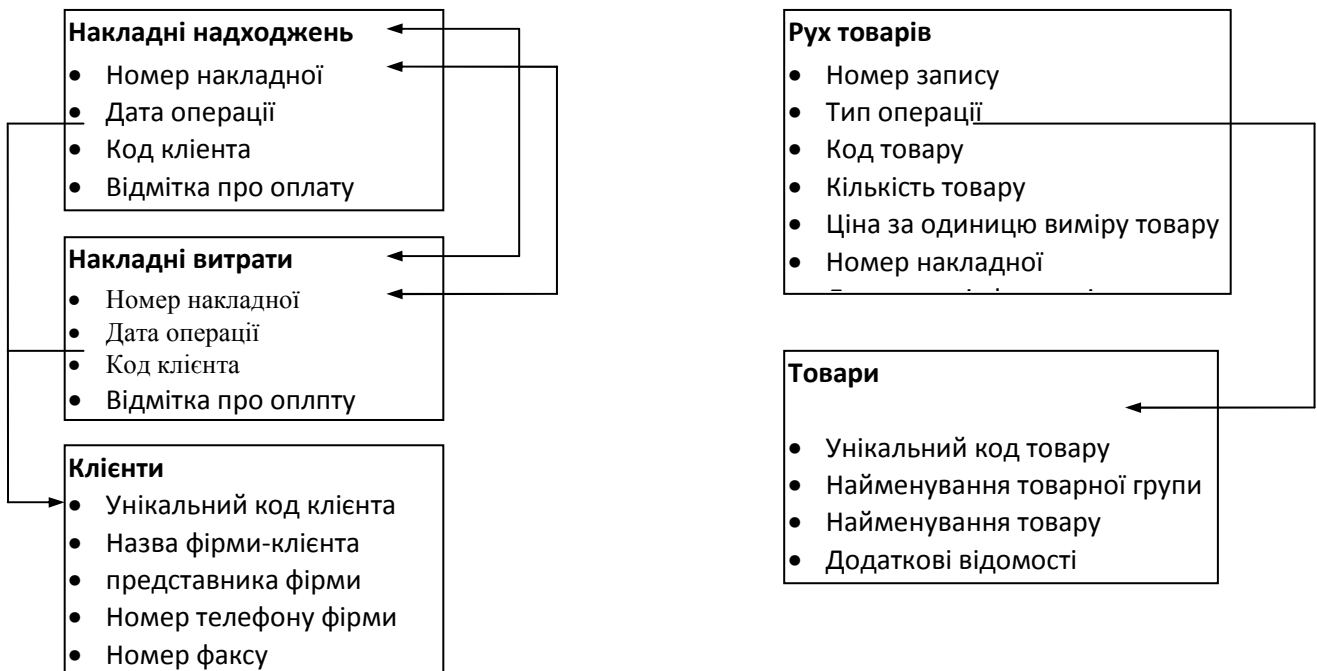 Накладні надходжень
• Номер накладної
• Дата операції
• Код кліента
• Відмітка про оплату
Накладні витрати
• Номер накладної
• Дата операції
• Код клієнта
• Відмітка про оплпту
Клієнти
• Унікальний код клієнта
• Назва фірми-клієнта
• представника фірми
• Номер телефону фірми
• Номер факсу
Рух товарів
• Номер запису
• Тип операції
• Код товару
• Кількість товару
• Ціна за одиницю виміру товару
• Номер накладної
Товари
• Унікальний код товару
• Найменування товарної групи
• Найменування товару
• Додаткові відомості